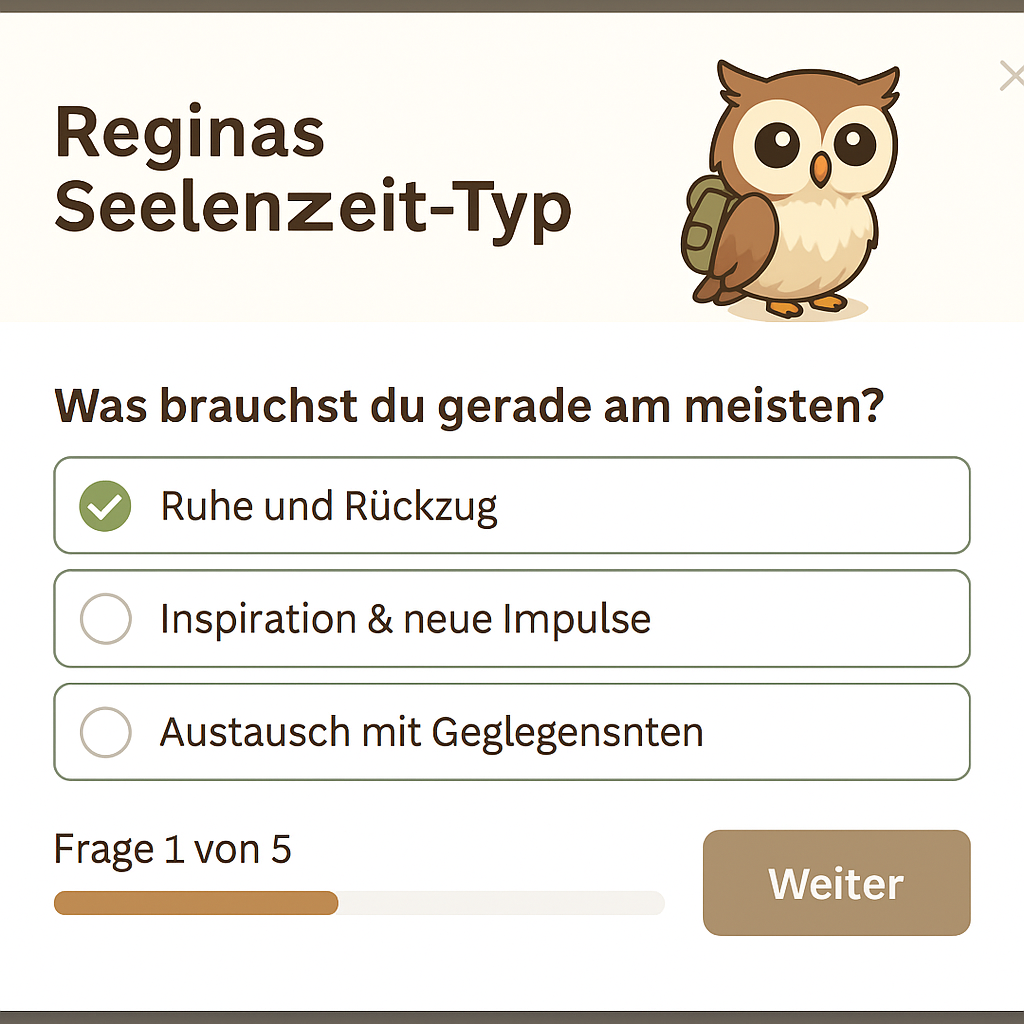 Reginas
Seelenzeit-Typ
Was brauchst du gerade am meisten?
Ruhe und Rückzug
Inspiration & neue Impulse
Austausch mit Geglegensnten
Frage 1 von 5
Weiter